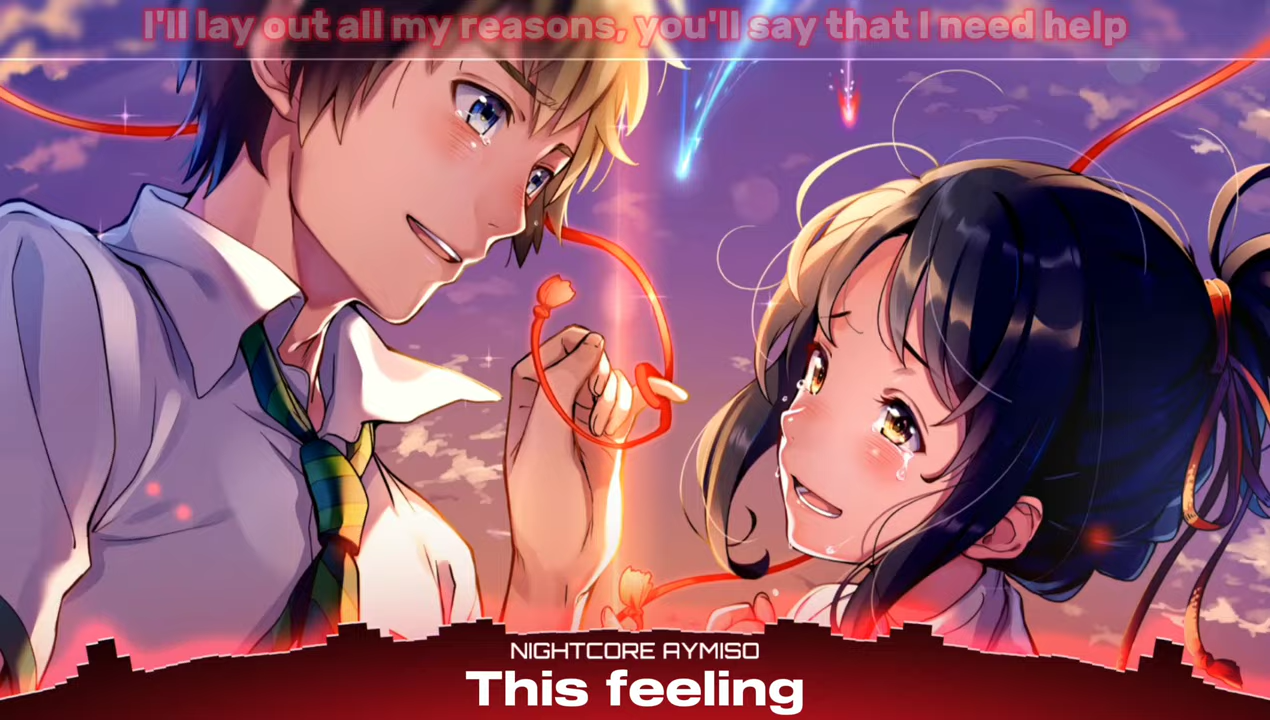 I'll lay out all my reasons, you'll say that I need help
NIGHTCORE AYMISO
This feeling